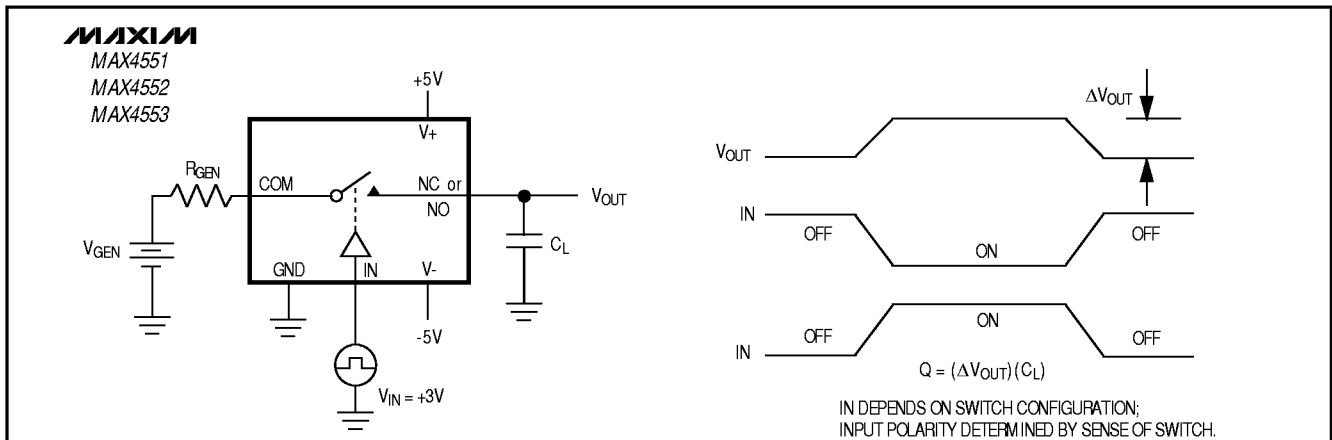 MAXIM
MAX4551
MAX4552
MAX4553
+5V
V+
RGEN
COM
NC or
NO
VOUT
VGEN
CL
GND
IN
V-
-5V
VIN = +3V
ΔVOUT
VOUT
IN
OFF
ON
OFF
IN
OFF
ON
OFF
Q = (ΔVOUT)(CL)
IN DEPENDS ON SWITCH CONFIGURATION;
INPUT POLARITY DETERMINED BY SENSE OF SWITCH.